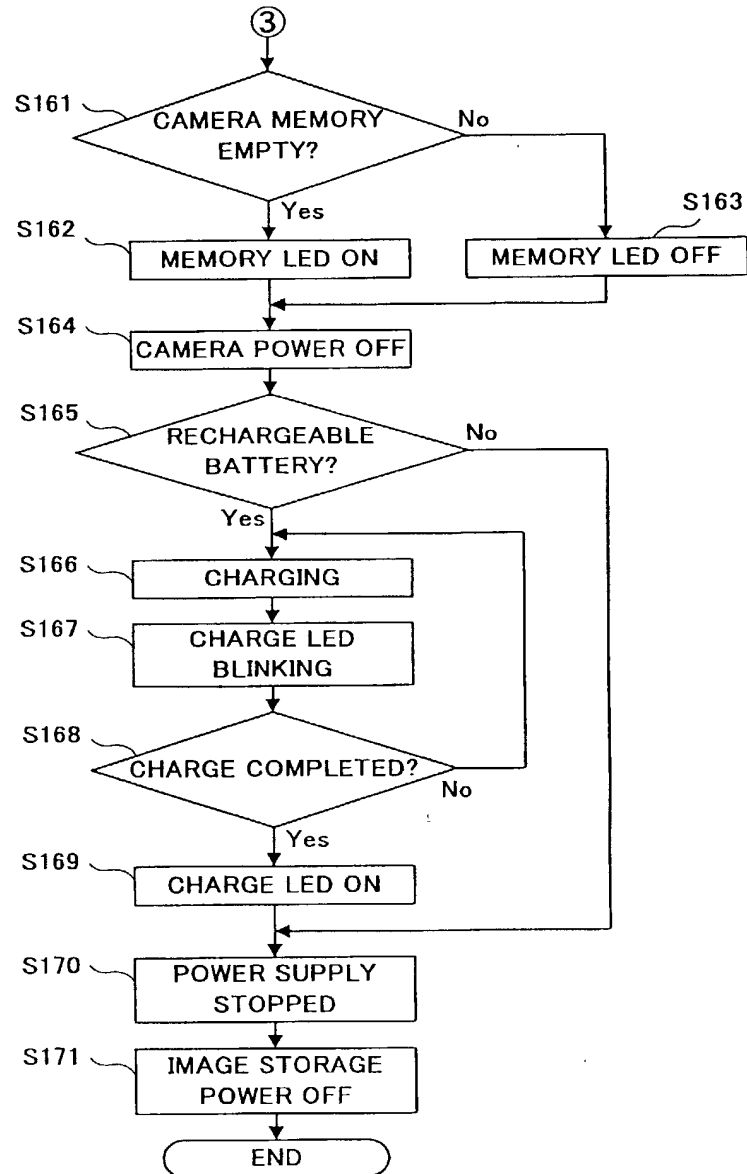 ③
S161
CAMERA MEMORY
EMPTY?
No
Yes
S162
MEMORY LED ON
S163
MEMORY LED OFF
S164
CAMERA POWER OFF
S165
RECHARGEABLE
BATTERY?
No
Yes
S166
CHARGING
S167
CHARGE LED
BLINKING
S168
CHARGE COMPLETED?
No
Yes
S169
CHARGE LED ON
S170
POWER SUPPLY
STOPPED
S171
IMAGE STORAGE
POWER OFF
END